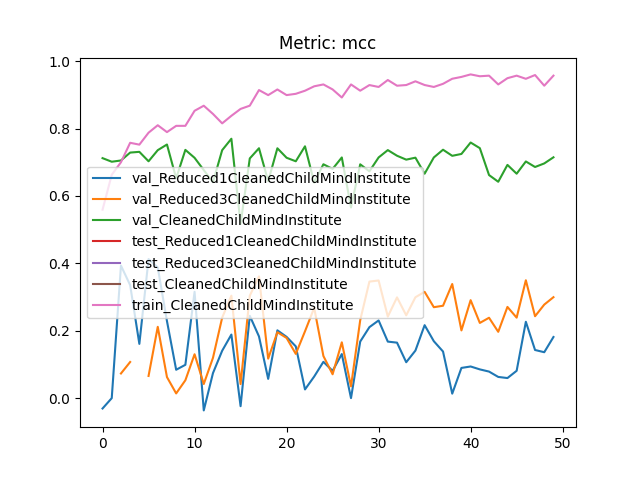 Metric: mcc
1.0
0.8
0.6
0.4
0.2
0.0
val_Reduced1CleanedChildMindInstitute
val_Reduced3CleanedChildMindInstitute
val_CleanedChildMindInstitute
test_Reduced1CleanedChildMindInstitute
test_Reduced3CleanedChildMindInstitute
test_CleanedChildMindInstitute
train_CleanedChildMindInstitute
0 10 20 30 40 50